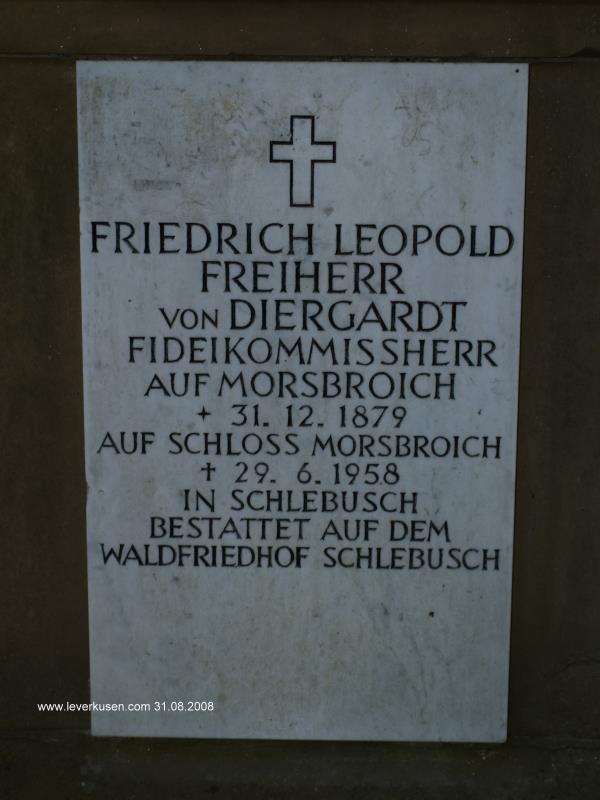 FRIEDRICH LEOPOLD
FREIHERR
VON DIERGARDT
FIDEIKOMMISSHERR
AUF MORSBROICH
+ 31. 12. 1879
AUF SCHLOSS MORSBROICH
† 29. 6. 1958
IN SCHLEBUSCH
BESTATTET AUF DEM
WALDFRIEDHOF SCHLEBUSCH
www.leverkusen.com 31.08.2008